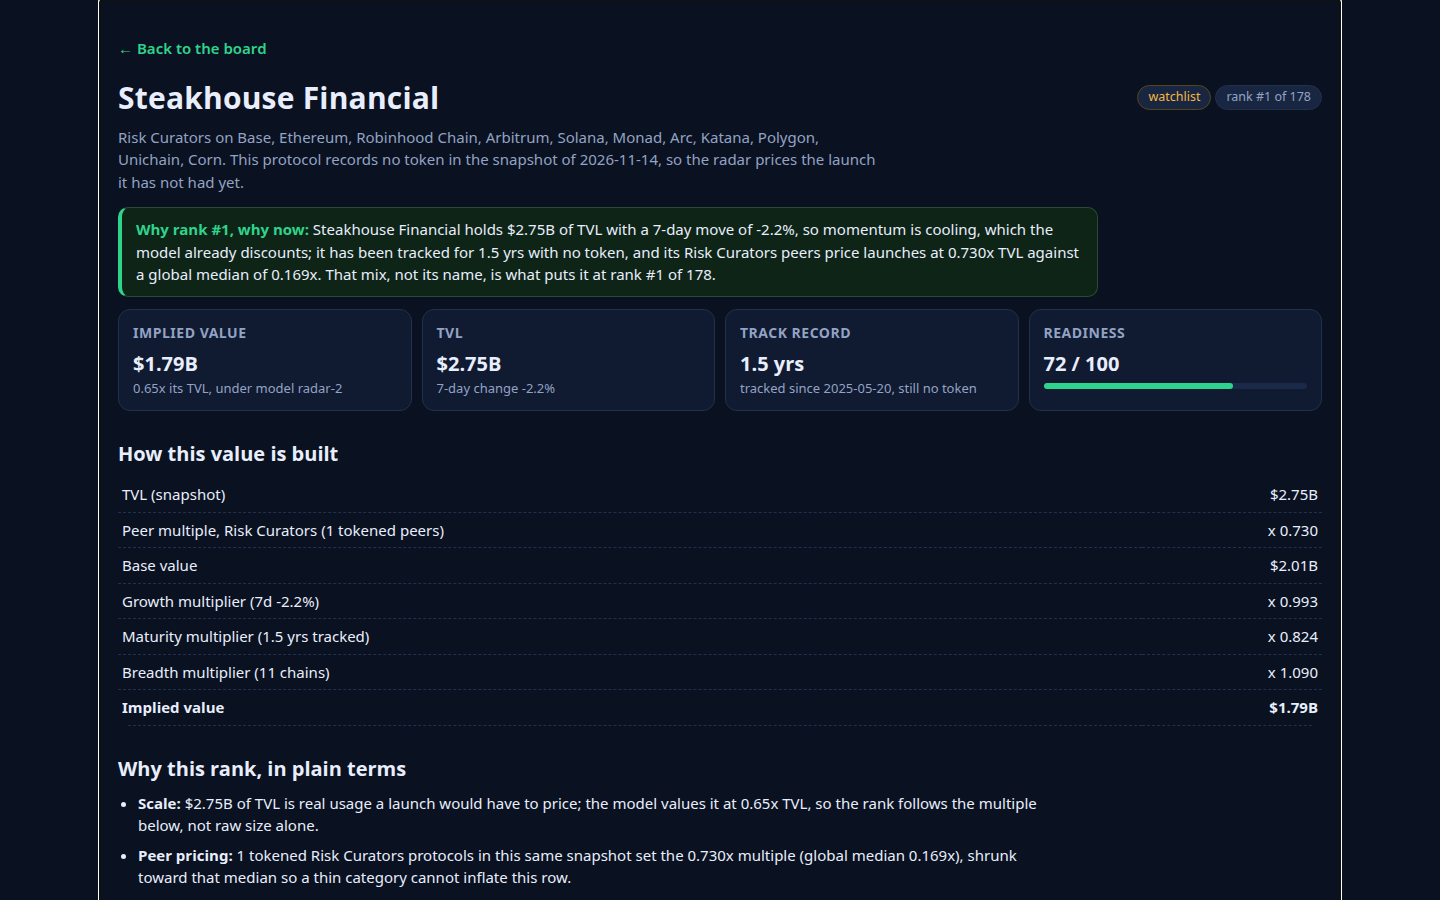 ← Back to the board
Steakhouse Financial
watchlist
rank #1 of 178
Risk Curators on Base, Ethereum, Robinhood Chain, Arbitrum, Solana, Monad, Arc, Katana, Polygon,
Unichain, Corn. This protocol records no token in the snapshot of 2026-11-14, so the radar prices the launch
it has not had yet.
Why rank #1, why now: Steakhouse Financial holds $2.75B of TVL with a 7-day move of -2.2%, so momentum is cooling, which the
model already discounts; it has been tracked for 1.5 yrs with no token, and its Risk Curators peers price launches at 0.730x TVL against
a global median of 0.169x. That mix, not its name, is what puts it at rank #1 of 178.
IMPLIED VALUE
$1.79B
0.65x its TVL, under model radar-2
TVL
$2.75B
7-day change -2.2%
TRACK RECORD
1.5 yrs
tracked since 2025-05-20, still no token
READINESS
72 / 100
How this value is built
TVL (snapshot) $2.75B
Peer multiple, Risk Curators (1 tokened peers) x 0.730
Base value $2.01B
Growth multiplier (7d -2.2%) x 0.993
Maturity multiplier (1.5 yrs tracked) x 0.824
Breadth multiplier (11 chains) x 1.090
Implied value $1.79B
Why this rank, in plain terms
• Scale: $2.75B of TVL is real usage a launch would have to price; the model values it at 0.65x TVL, so the rank follows the multiple
below, not raw size alone.
• Peer pricing: 1 tokened Risk Curators protocols in this same snapshot set the 0.730x multiple (global median 0.169x), shrunk
toward that median so a thin category cannot inflate this row.